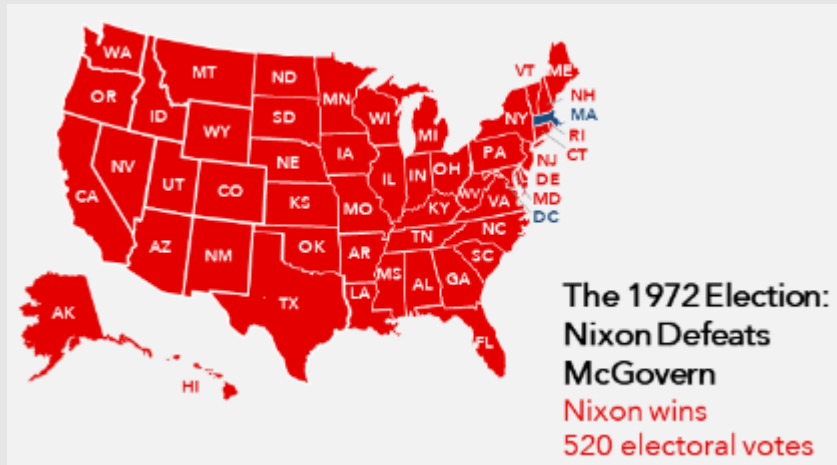 WA
MT
ND
MN
VT ME
NH
OR
ID
SD
WI
NY
MA
WY
MI
RI
IA
PA
CT
NV
NE
NJ
UT
CO
IL
IN
OH
DE
CA
KS
MO
WV
VA
MD
KY
DC
AZ
NM
OK
AR
TN
NC
SC
MS
AL
GA
TX
LA
AK
FL
HI
The 1972 Election:
Nixon Defeats
McGovern
Nixon wins
520 electoral votes